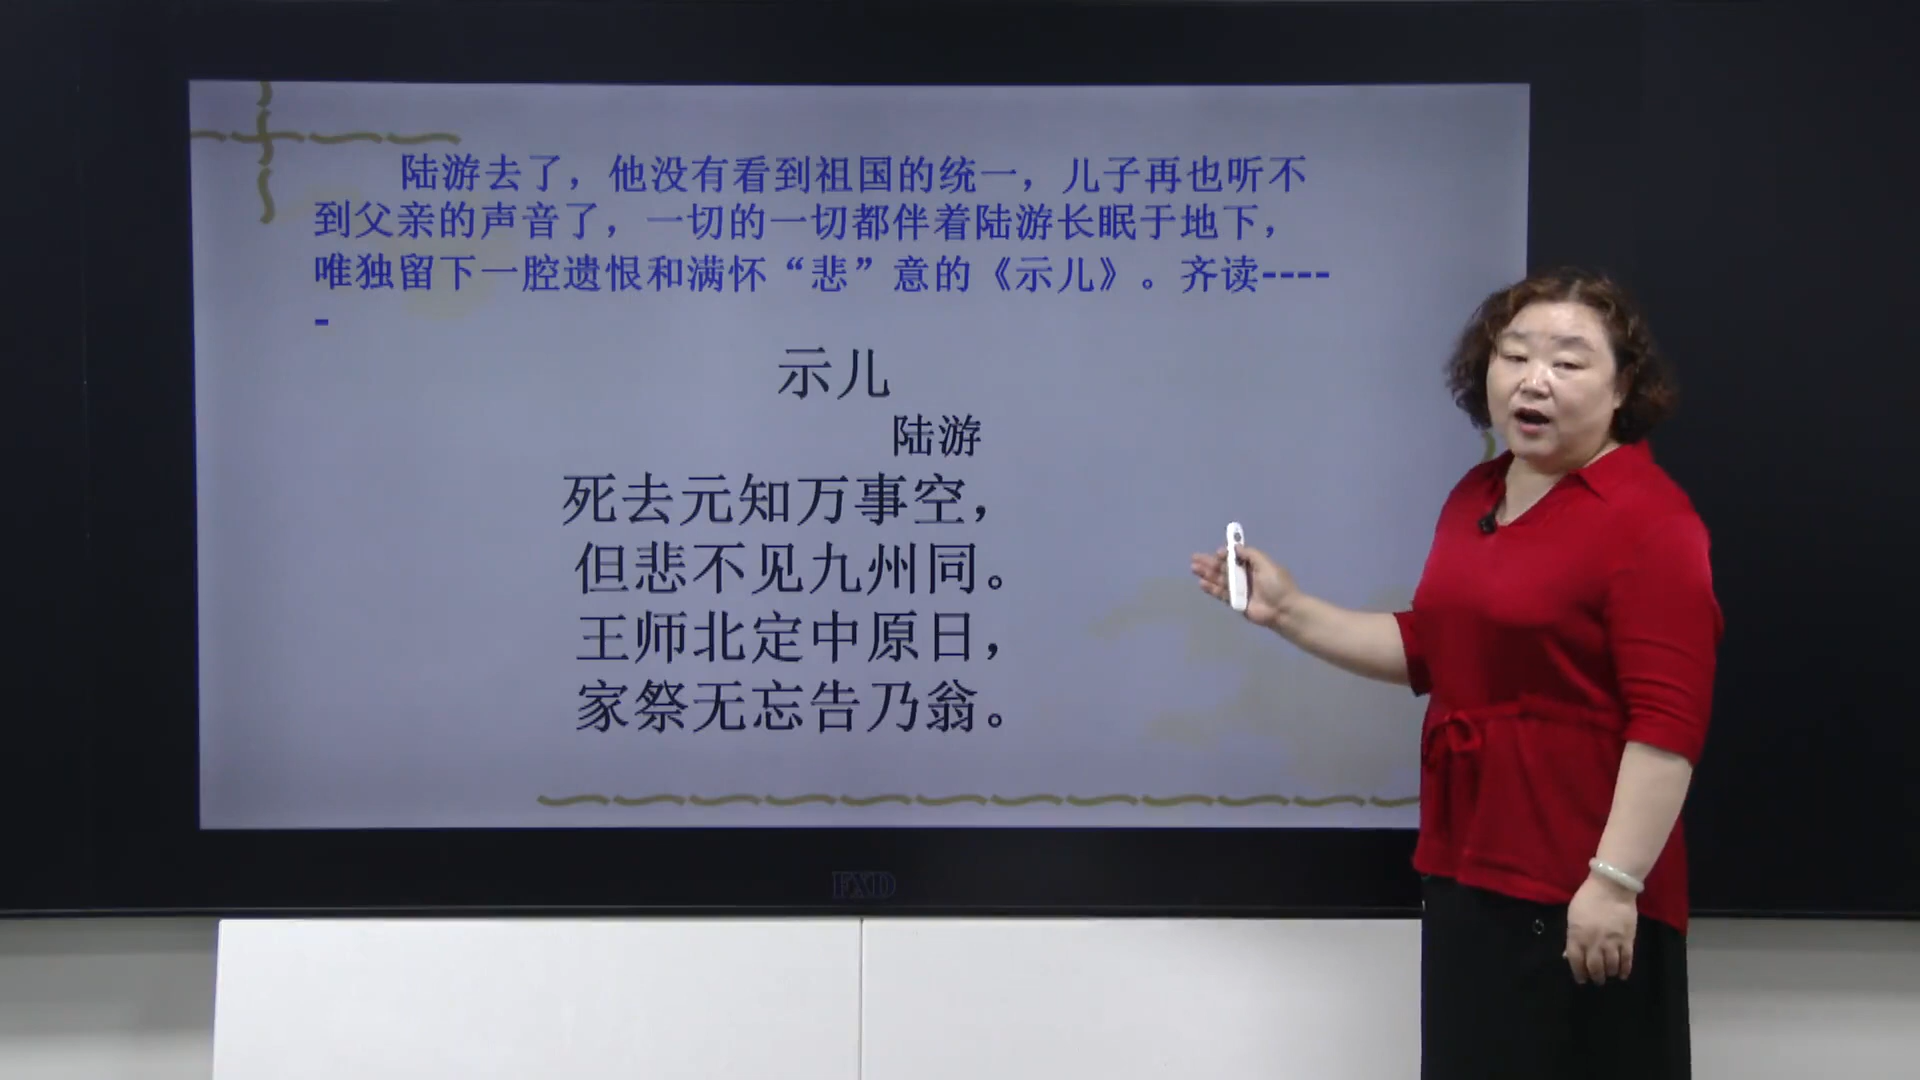 陆游去了，他没有看到祖国的统一，儿子再也听不
到父亲的声音了，一切的一切都伴着陆游长眠于地下，
唯独留下一腔遗恨和满怀“悲”意的《示儿》。齐读----
-
示儿
陆游
死去元知万事空，
但悲不见九州同。
王师北定中原日，
家祭无忘告乃翁。
FXD